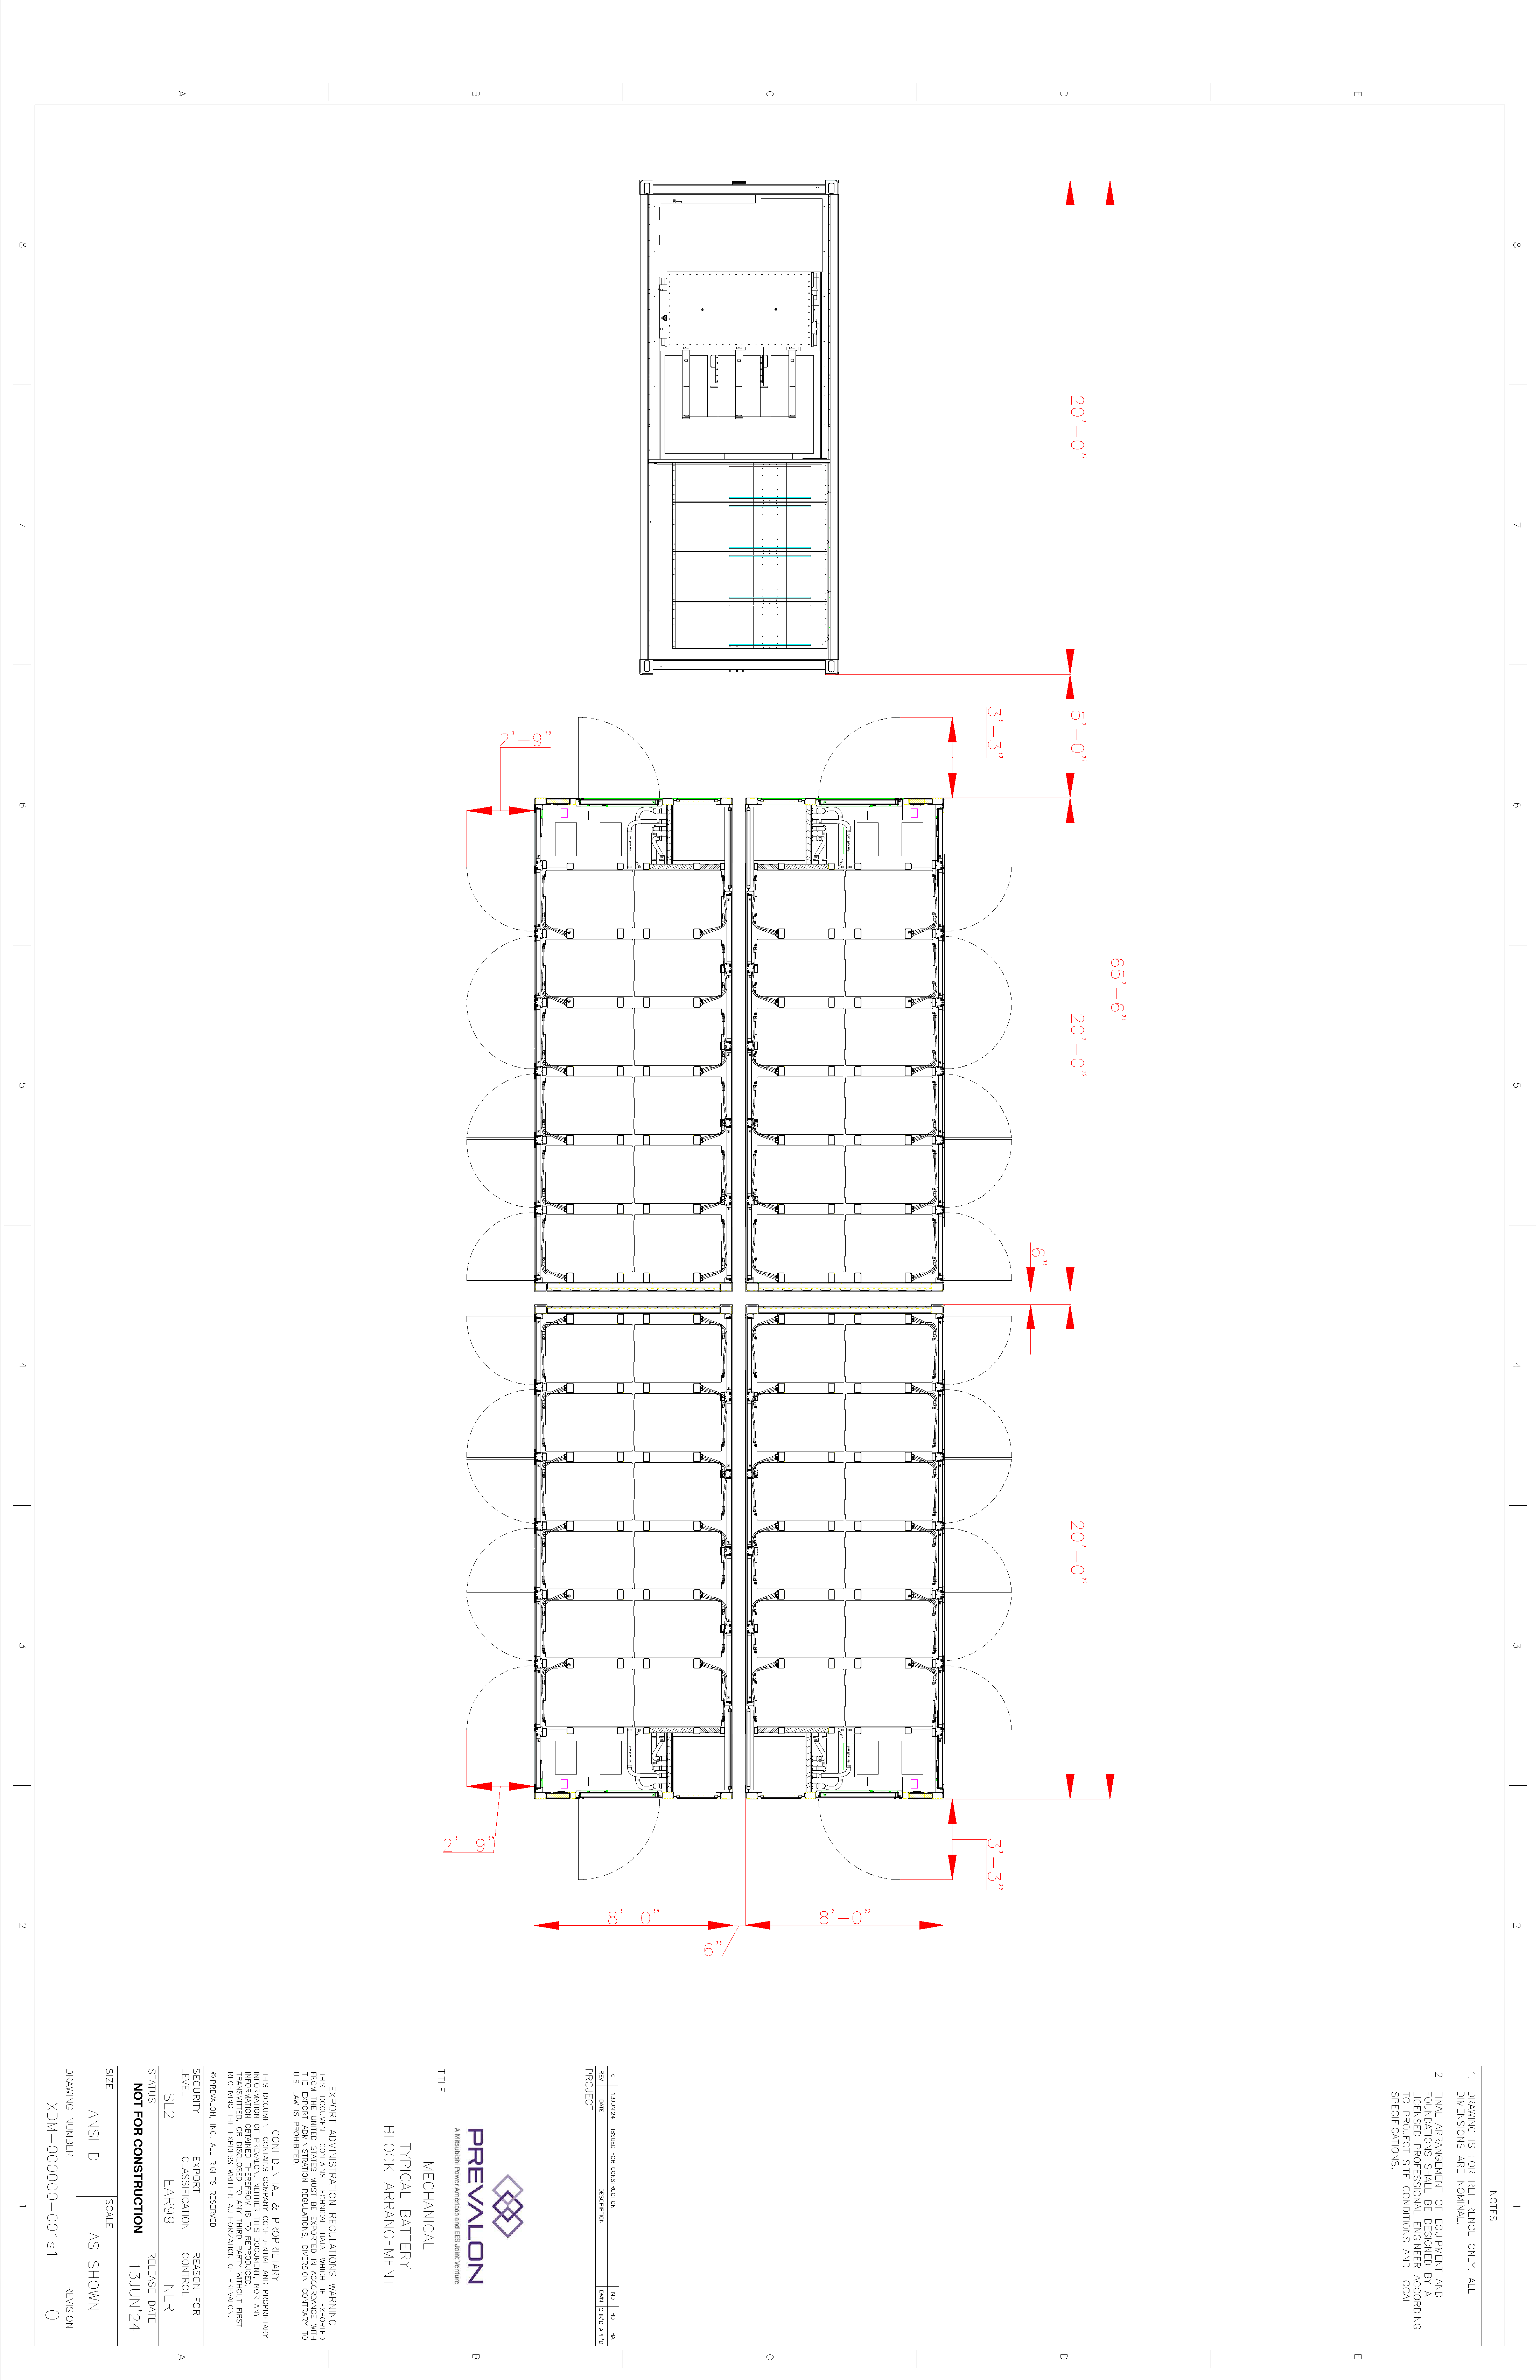 8
7
6
5
4
3
2
1
E
D
C
B
A
65'-6"
20'-0"
5'-0"
20'-0"
20'-0"
3'-3"
6"
3'-3"
2'-9"
2'-9"
8'-0"
8'-0"
6"
NOTES
1. DRAWING IS FOR REFERENCE ONLY. ALL
DIMENSIONS ARE NOMINAL.
2. FINAL ARRANGEMENT OF EQUIPMENT AND
FOUNDATIONS SHALL BE DESIGNED BY A
LICENSED PROFESSIONAL ENGINEER ACCORDING
TO PROJECT SITE CONDITIONS AND LOCAL
SPECIFICATIONS.
0 13JUN'24 ISSUED FOR CONSTRUCTION ND HD HA
REV DATE DESCRIPTION DWN CHK'D APP'D
PROJECT
PREVALON
A Mitsubishi Power Americas and EES Joint Venture
TITLE
MECHANICAL
TYPICAL BATTERY
BLOCK ARRANGEMENT
EXPORT ADMINISTRATION REGULATIONS WARNING
THIS DOCUMENT CONTAINS TECHNICAL DATA WHICH IF EXPORTED
FROM THE UNITED STATES MUST BE EXPORTED IN ACCORDANCE WITH
THE EXPORT ADMINISTRATION REGULATIONS. DIVERSION CONTRARY TO
U.S. LAW IS PROHIBITED.
CONFIDENTIAL & PROPRIETARY
THIS DOCUMENT CONTAINS COMPANY CONFIDENTIAL AND PROPRIETARY
INFORMATION OF PREVALON. NEITHER THIS DOCUMENT, NOR ANY
INFORMATION OBTAINED THEREFROM IS TO REPRODUCED,
TRANSMITTED, OR DISCLOSED TO ANY THIRD-PARTY WITHOUT FIRST
RECEIVING THE EXPRESS WRITTEN AUTHORIZATION OF PREVALON.
© PREVALON, INC. ALL RIGHTS RESERVED
SECURITY LEVEL SL2
EXPORT CLASSIFICATION EAR99
REASON FOR CONTROL NLR
STATUS
NOT FOR CONSTRUCTION
RELEASE DATE
13JUN'24
SIZE ANSI D
SCALE AS SHOWN
DRAWING NUMBER
XDM-000000-001s1
REVISION
0
8
7
6
5
4
3
2
1
E
D
C
B
A